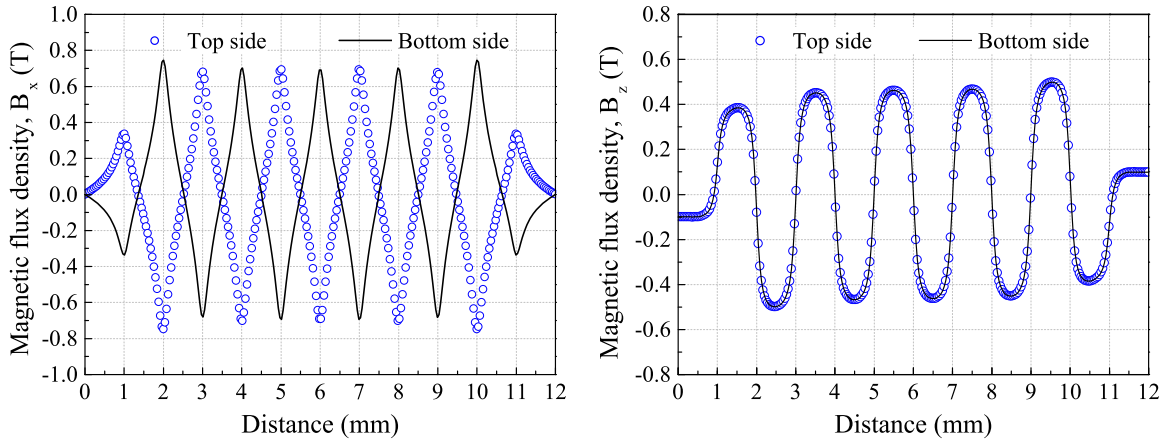 Top side Bottom side
Magnetic flux density, Bx (T)
1.0
0.8
0.6
0.4
0.2
0.0
-0.2
-0.4
-0.6
-0.8
-1.0
0 1 2 3 4 5 6 7 8 9 10 11 12
Distance (mm)
Top side Bottom side
Magnetic flux density, Bz (T)
0.8
0.6
0.4
0.2
0.0
-0.2
-0.4
-0.6
-0.8
0 1 2 3 4 5 6 7 8 9 10 11 12
Distance (mm)